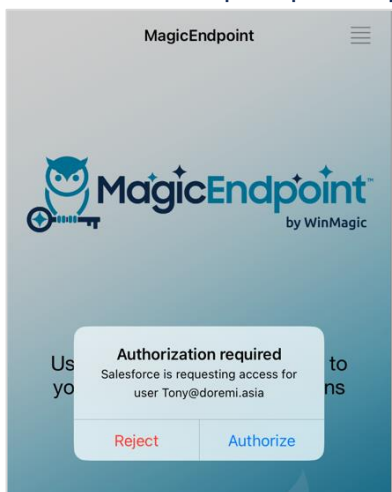 MagicEndpoint
MagicEndpoint™
by WinMagic
Us to
yo ns
Authorization required
Salesforce is requesting access for
user Tony@doremi.asia
Reject Authorize